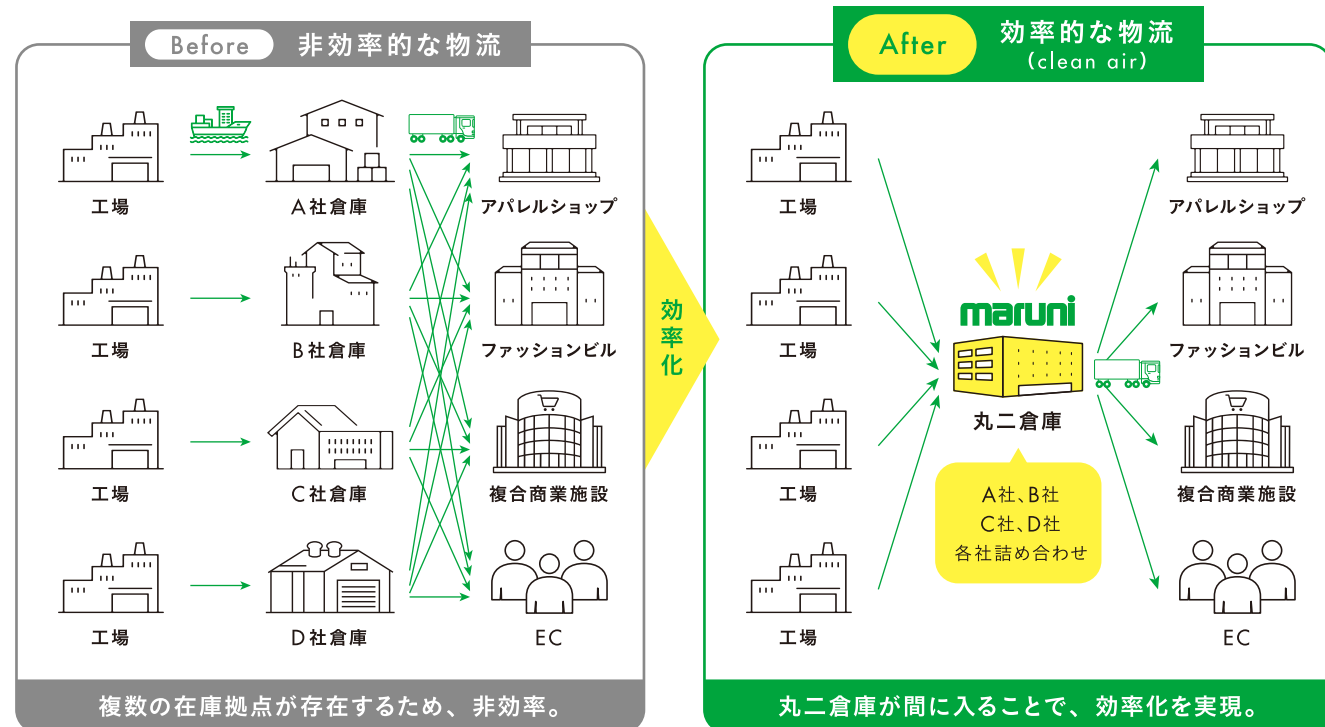 Before 非効率的な物流
工場
A社倉庫
アパレルショップ
工場
B社倉庫
ファッションビル
工場
C社倉庫
複合商業施設
工場
D社倉庫
EC
複数の在庫拠点が存在するため、非効率。
効率化
After 効率的な物流
(clean air)
工場
アパレルショップ
工場
maruni
ファッションビル
丸二倉庫
工場
複合商業施設
A社、B社
C社、D社
各社詰め合わせ
工場
EC
丸二倉庫が間に入ることで、効率化を実現。